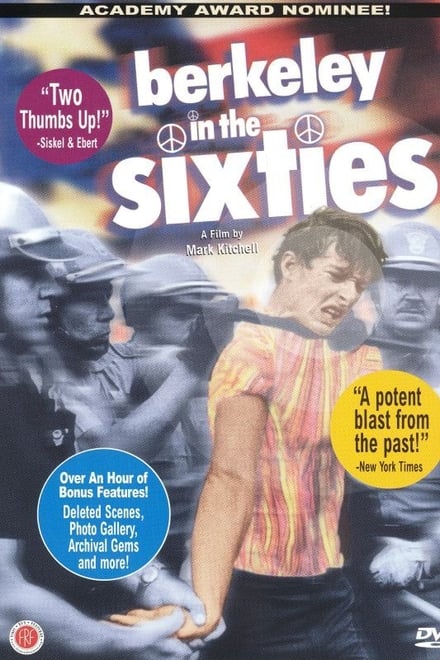 ACADEMY AWARD NOMINEE!
berkeley
in the
sixties
A Film by
Mark Kitchell
"Two
Thumbs Up!"
-Siskel & Ebert
"A potent
blast from
the past!"
-New York Times
Over An Hour of
Bonus Features!
Deleted Scenes,
Photo Gallery,
Archival Gems
and more!
FRF
DVD